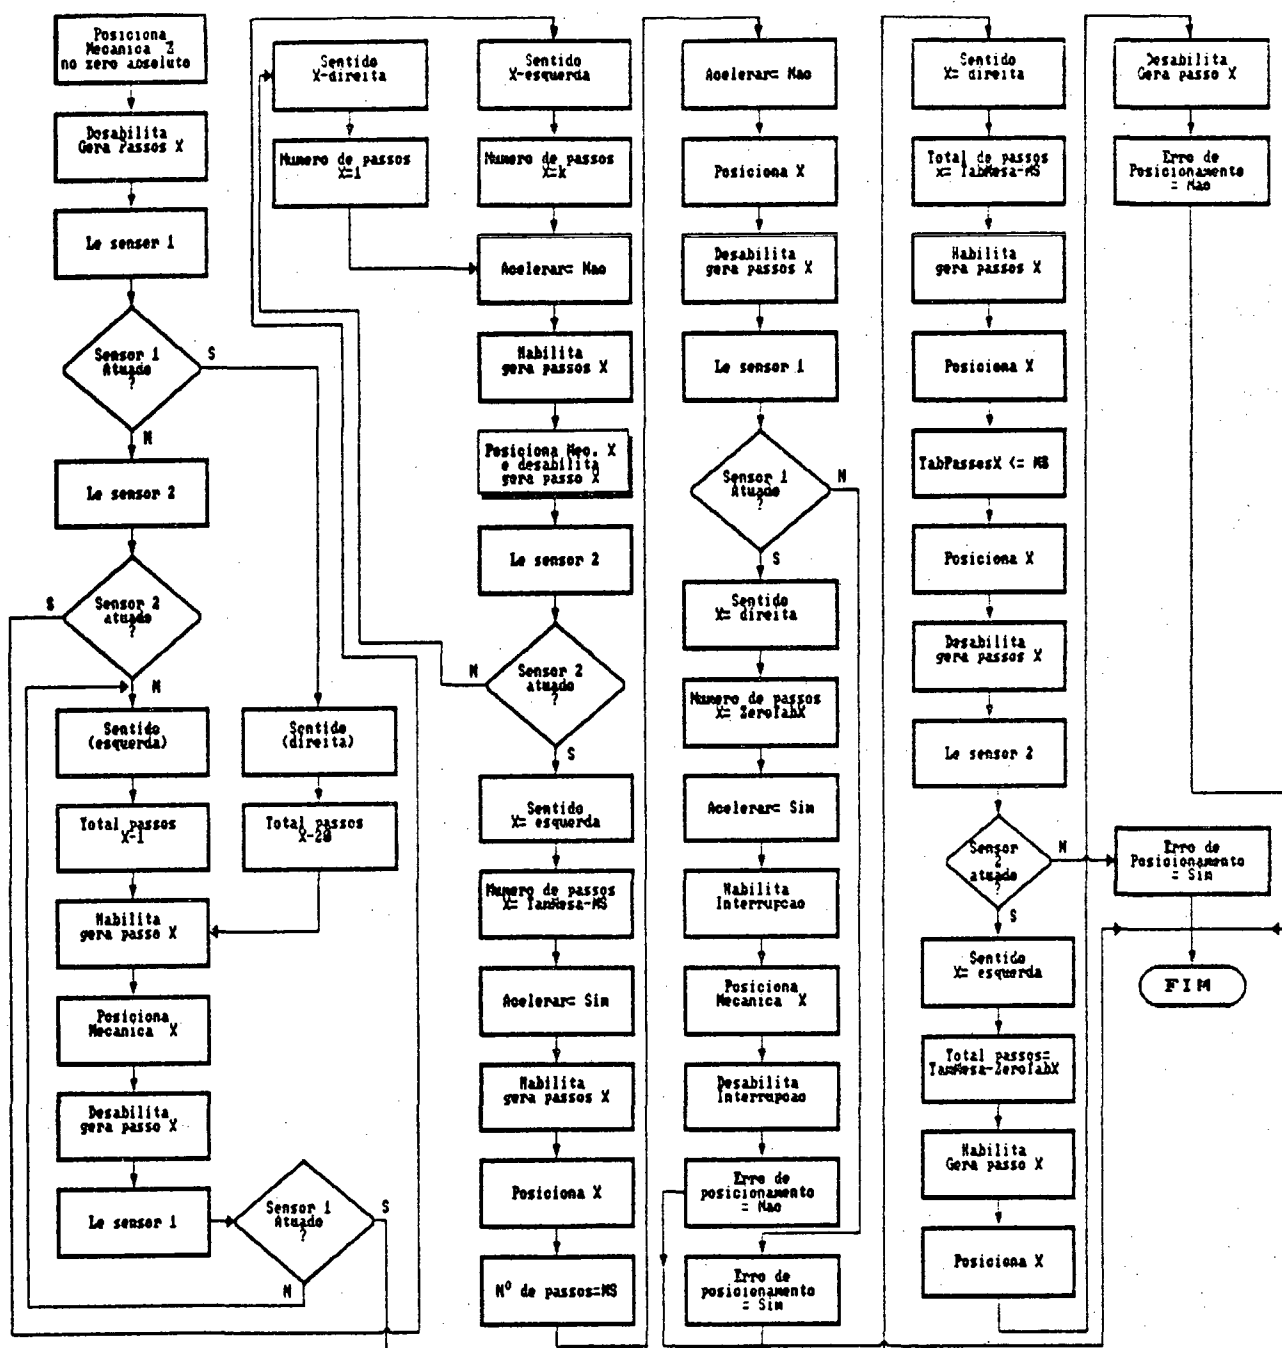 Posiciona
Mecanica Z
no zero absoluto
Desabilita
Gera Passos X
Le sensor 1
Sensor 1
Atuado
?
S
N
Le sensor 2
Sensor 2
atuado
?
S
N
Sentido
(esquerda)
Total passos
X-1
Habilita
gera passo X
Posiciona
Mecanica X
Desabilita
gera passo X
Le sensor 1
Sensor 1
Atuado
?
S
N
Sentido
(direita)
Total passos
X-20
Sentido
X-direita
Numero de passos
X=1
Sentido
X-esquerda
Numero de passos
X=k
Acelerar= Nao
Habilita
gera passos X
Posiciona Mec. X
e desabilita
gera passo X
Le sensor 2
Sensor 2
atuado
?
N
S
Sentido
X= esquerda
Numero de passos
X= TamMesa-MS
Acelerar= Sim
Habilita
gera passos X
Posiciona X
Nº de passos=MS
Acelerar= Nao
Posiciona X
Desabilita
gera passos X
Le sensor 1
Sensor 1
Atuado
?
N
S
Sentido
X= direita
Numero de passos
X= ZeroTabX
Acelerar= Sim
Habilita
Interrupcao
Posiciona
Mecanica X
Desabilita
Interrupcao
Erro de
posicionamento
= Nao
Erro de
posicionamento
= Sim
Sentido
X= direita
Total de passos
x= TabMesa-MS
Habilita
gera passos X
Posiciona X
TabPassosX <= MS
Posiciona X
Desabilita
gera passos X
Le sensor 2
Sensor
2
atuado
?
N
S
Sentido
X= esquerda
Total passos=
TamMesa-ZeroTabX
Habilita
Gera passo X
Posiciona X
Desabilita
Gera passo X
Erro de
Posicionamento
= Nao
Erro de
Posicionamento
= Sim
FIM